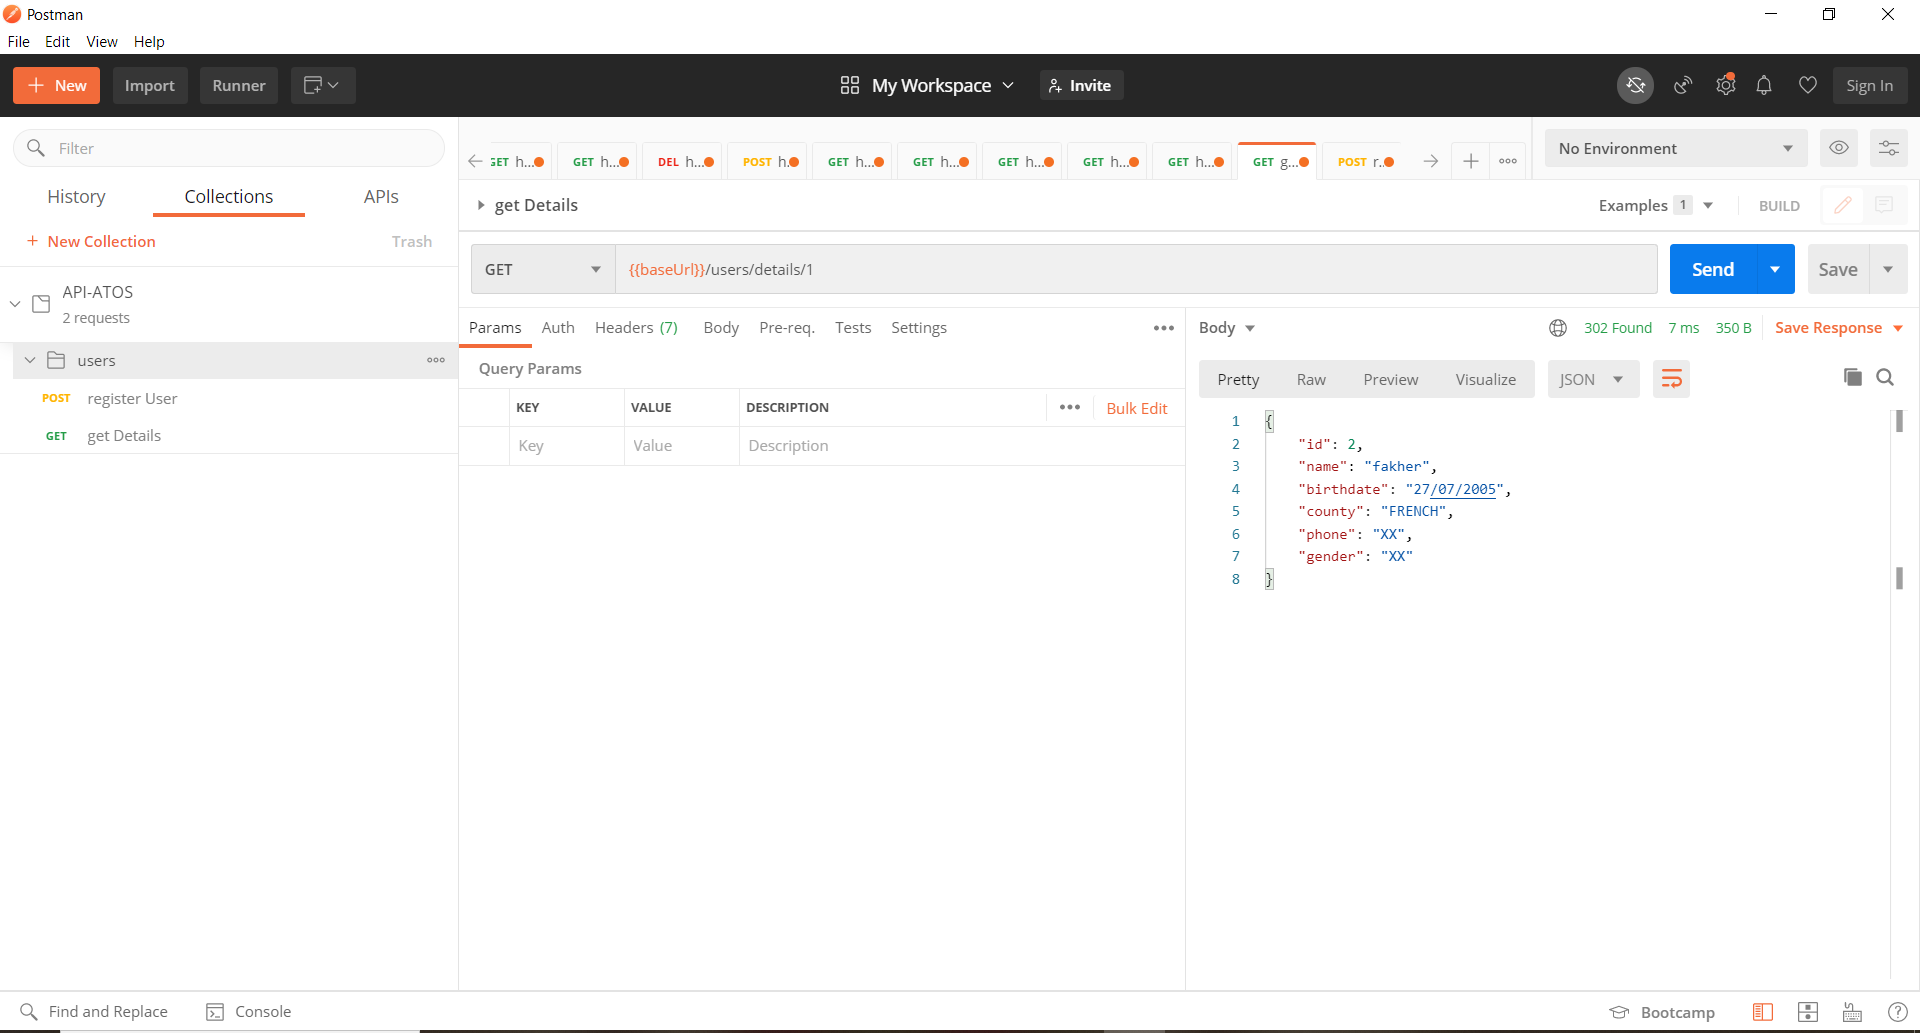 Postman
File Edit View Help
+ New Import Runner My Workspace Invite Sign In
Filter
History Collections APIs
+ New Collection Trash
API-ATOS
2 requests
users
POST register User
GET get Details
GET h... GET h... DEL h... POST h. GET h... GET h... GET h... GET h... GET h... GET g... POST r..
No Environment
get Details
Examples 1 BUILD
GET {{baseUrl}}/users/details/1 Send Save
Params Auth Headers (7) Body Pre-req. Tests Settings
Query Params
KEY VALUE DESCRIPTION Bulk Edit
Key Value Description
Body 302 Found 7 ms 350 B Save Response
Pretty Raw Preview Visualize JSON
1 {
2 "id": 2,
3 "name": "fakher",
4 "birthdate": "27/07/2005",
5 "county": "FRENCH",
6 "phone": "XX",
7 "gender": "XX"
8 }
Find and Replace Console Bootcamp